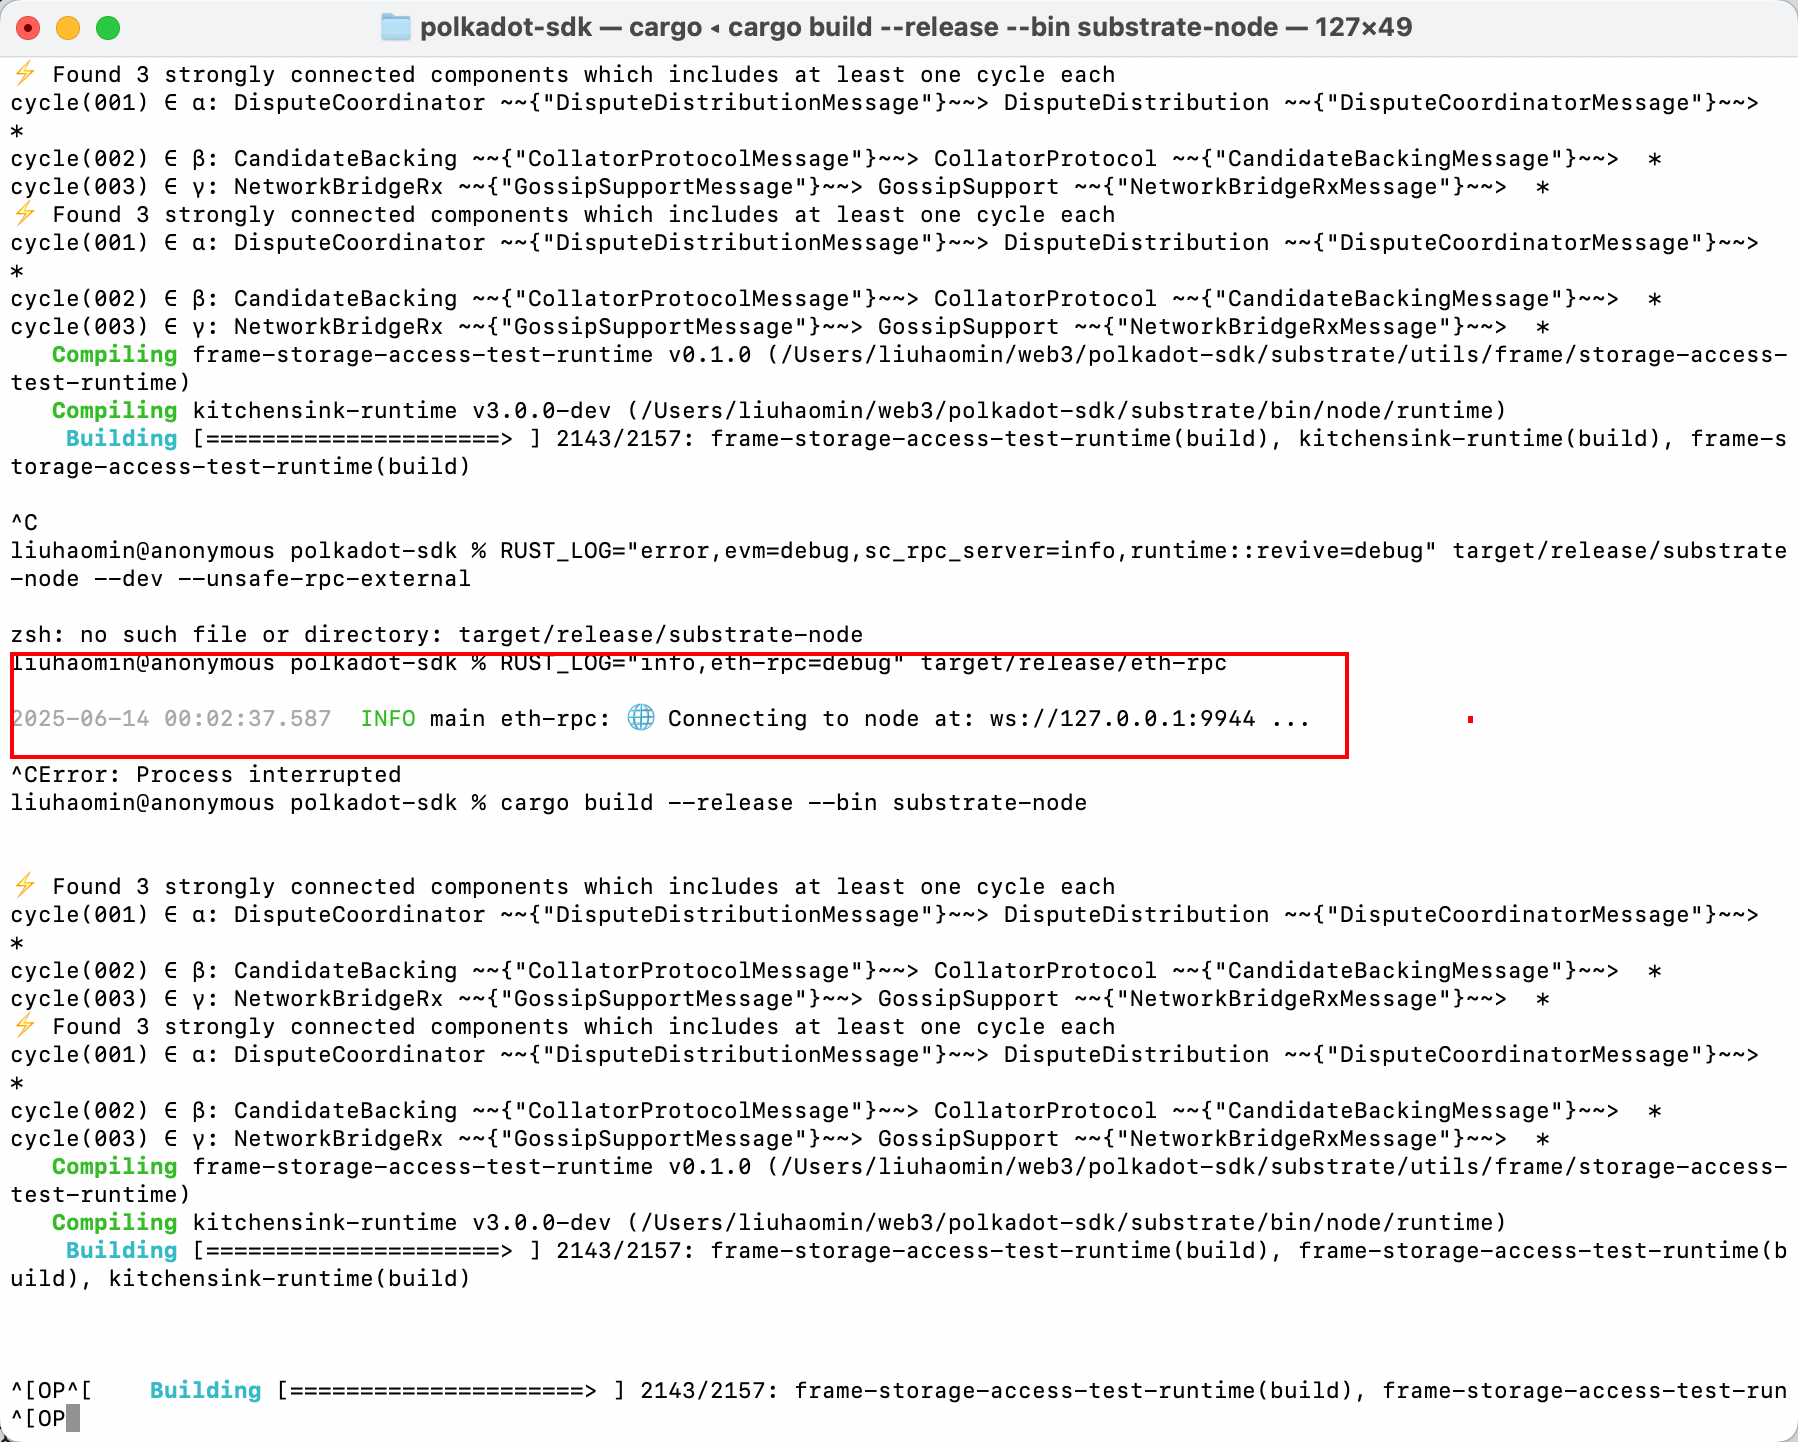 polkadot-sdk — cargo ◂ cargo build --release --bin substrate-node — 127×49
⚡ Found 3 strongly connected components which includes at least one cycle each
cycle(001) ∈ α: DisputeCoordinator ~~{"DisputeDistributionMessage"}~~> DisputeDistribution ~~{"DisputeCoordinatorMessage"}~~>
*
cycle(002) ∈ β: CandidateBacking ~~{"CollatorProtocolMessage"}~~> CollatorProtocol ~~{"CandidateBackingMessage"}~~>  *
cycle(003) ∈ γ: NetworkBridgeRx ~~{"GossipSupportMessage"}~~> GossipSupport ~~{"NetworkBridgeRxMessage"}~~>  *
⚡ Found 3 strongly connected components which includes at least one cycle each
cycle(001) ∈ α: DisputeCoordinator ~~{"DisputeDistributionMessage"}~~> DisputeDistribution ~~{"DisputeCoordinatorMessage"}~~>
*
cycle(002) ∈ β: CandidateBacking ~~{"CollatorProtocolMessage"}~~> CollatorProtocol ~~{"CandidateBackingMessage"}~~>  *
cycle(003) ∈ γ: NetworkBridgeRx ~~{"GossipSupportMessage"}~~> GossipSupport ~~{"NetworkBridgeRxMessage"}~~>  *
   Compiling frame-storage-access-test-runtime v0.1.0 (/Users/liuhaomin/web3/polkadot-sdk/substrate/utils/frame/storage-access-
test-runtime)
   Compiling kitchensink-runtime v3.0.0-dev (/Users/liuhaomin/web3/polkadot-sdk/substrate/bin/node/runtime)
    Building [=====================> ] 2143/2157: frame-storage-access-test-runtime(build), kitchensink-runtime(build), frame-s
torage-access-test-runtime(build)
^C
liuhaomin@anonymous polkadot-sdk % RUST_LOG="error,evm=debug,sc_rpc_server=info,runtime::revive=debug" target/release/substrate
-node --dev --unsafe-rpc-external
zsh: no such file or directory: target/release/substrate-node
liuhaomin@anonymous polkadot-sdk % RUST_LOG="info,eth-rpc=debug" target/release/eth-rpc
2025-06-14 00:02:37.587  INFO main eth-rpc: 🌐 Connecting to node at: ws://127.0.0.1:9944 ...
^CError: Process interrupted
liuhaomin@anonymous polkadot-sdk % cargo build --release --bin substrate-node
⚡ Found 3 strongly connected components which includes at least one cycle each
cycle(001) ∈ α: DisputeCoordinator ~~{"DisputeDistributionMessage"}~~> DisputeDistribution ~~{"DisputeCoordinatorMessage"}~~>
*
cycle(002) ∈ β: CandidateBacking ~~{"CollatorProtocolMessage"}~~> CollatorProtocol ~~{"CandidateBackingMessage"}~~>  *
cycle(003) ∈ γ: NetworkBridgeRx ~~{"GossipSupportMessage"}~~> GossipSupport ~~{"NetworkBridgeRxMessage"}~~>  *
⚡ Found 3 strongly connected components which includes at least one cycle each
cycle(001) ∈ α: DisputeCoordinator ~~{"DisputeDistributionMessage"}~~> DisputeDistribution ~~{"DisputeCoordinatorMessage"}~~>
*
cycle(002) ∈ β: CandidateBacking ~~{"CollatorProtocolMessage"}~~> CollatorProtocol ~~{"CandidateBackingMessage"}~~>  *
cycle(003) ∈ γ: NetworkBridgeRx ~~{"GossipSupportMessage"}~~> GossipSupport ~~{"NetworkBridgeRxMessage"}~~>  *
   Compiling frame-storage-access-test-runtime v0.1.0 (/Users/liuhaomin/web3/polkadot-sdk/substrate/utils/frame/storage-access-
test-runtime)
   Compiling kitchensink-runtime v3.0.0-dev (/Users/liuhaomin/web3/polkadot-sdk/substrate/bin/node/runtime)
    Building [=====================> ] 2143/2157: frame-storage-access-test-runtime(build), frame-storage-access-test-runtime(b
uild), kitchensink-runtime(build)
^[OP^[    Building [=====================> ] 2143/2157: frame-storage-access-test-runtime(build), frame-storage-access-test-run
^[OP